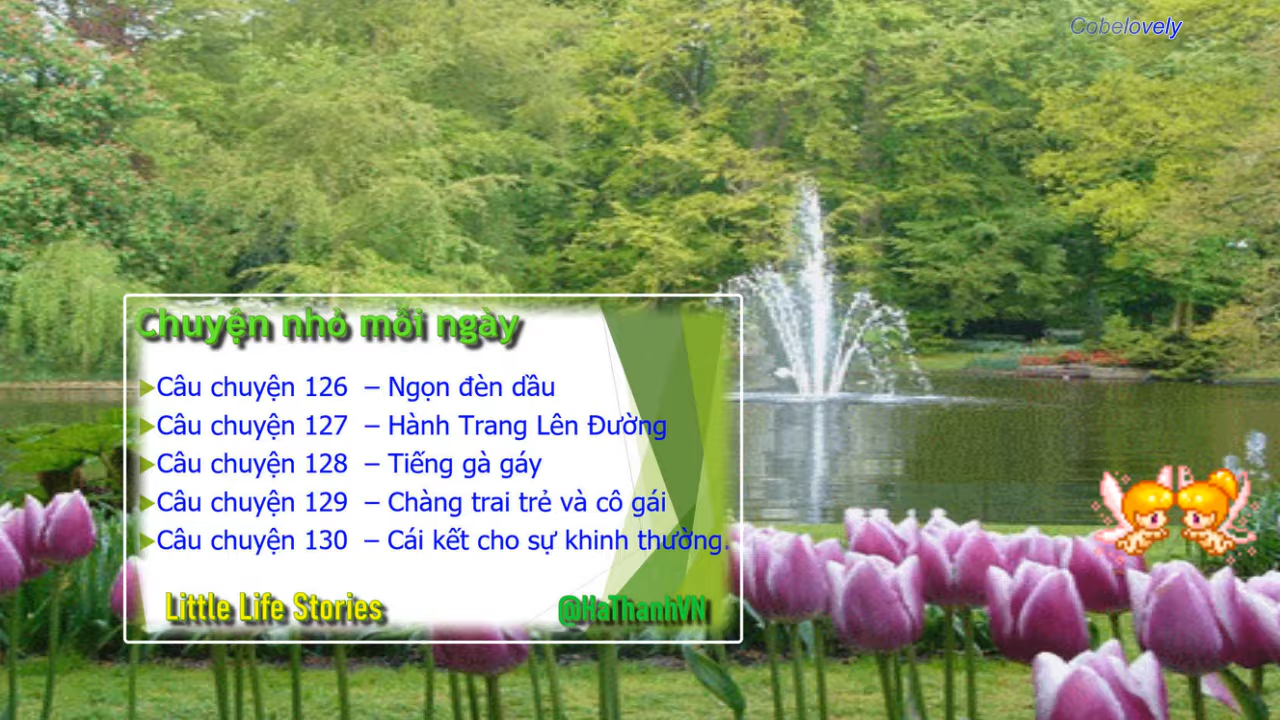 Cobelovely
Chuyện nhỏ mỗi ngày
Câu chuyện 126 – Ngọn đèn dầu
Câu chuyện 127 – Hành Trang Lên Đường
Câu chuyện 128 – Tiếng gà gáy
Câu chuyện 129 – Chàng trai trẻ và cô gái
Câu chuyện 130 – Cái kết cho sự khinh thường.
Little Life Stories
@HaThanhVN